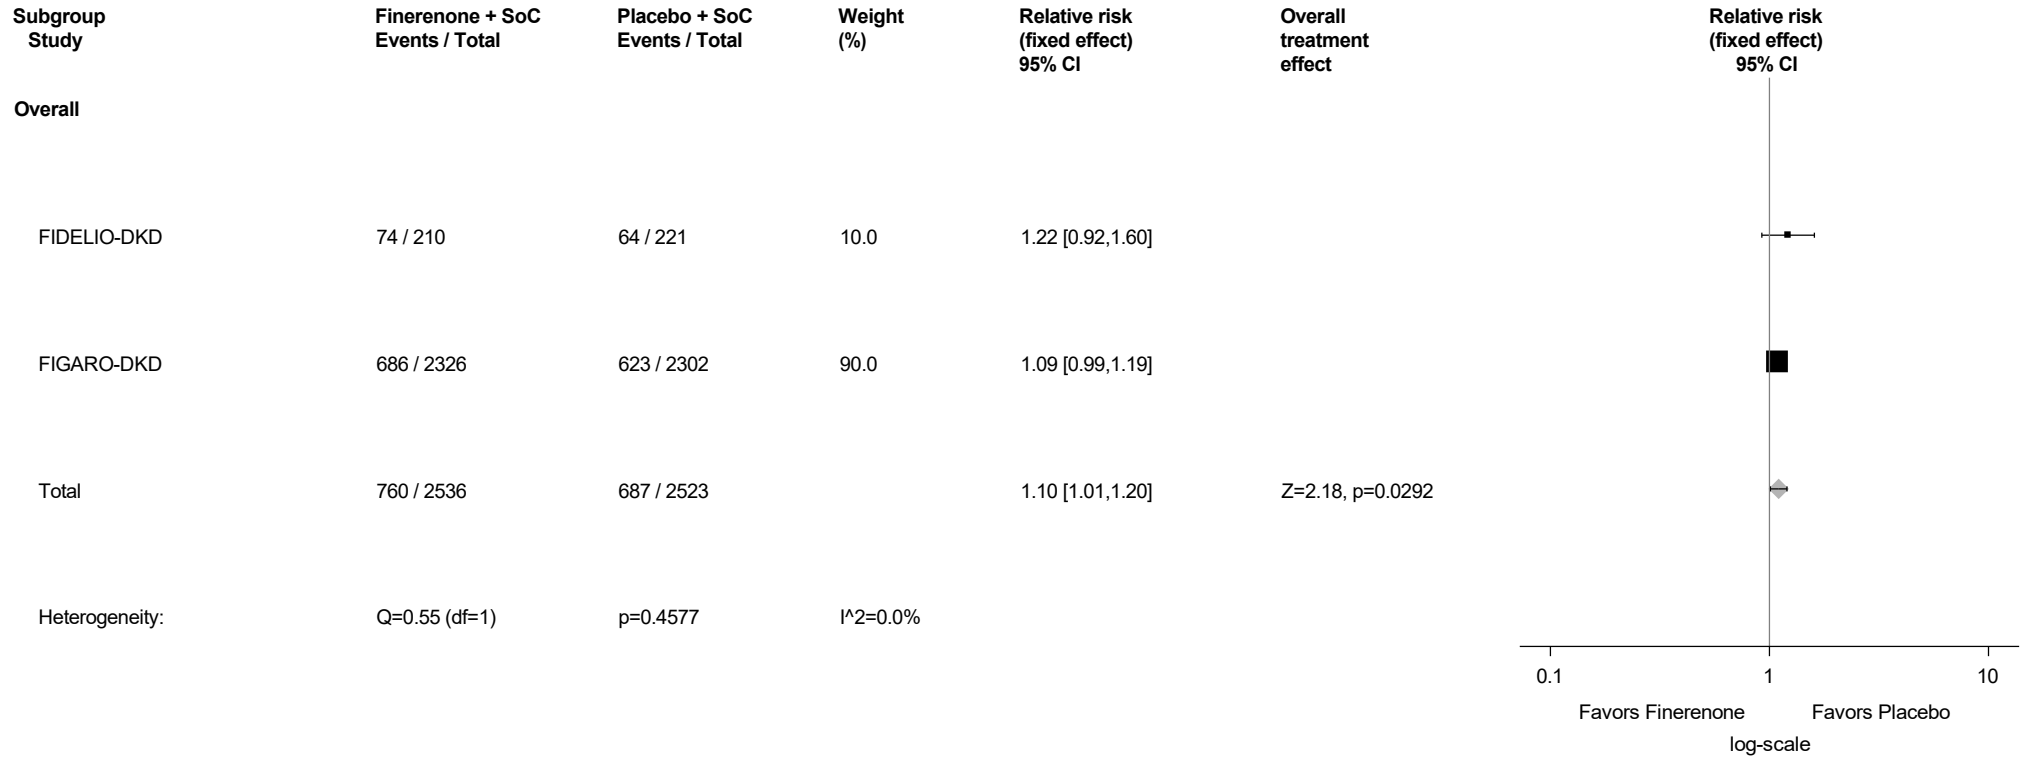 Subgroup Finerenone + SoC Placebo + SoC Weight Relative risk Overall Relative risk
Study Events / Total Events / Total (%) (fixed effect) treatment (fixed effect)
95% CI effect 95% CI
Overall
FIDELIO-DKD 74 / 210 64 / 221 10.0 1.22 [0.92,1.60]
FIGARO-DKD 686 / 2326 623 / 2302 90.0 1.09 [0.99,1.19]
Total 760 / 2536 687 / 2523 1.10 [1.01,1.20] Z=2.18, p=0.0292
Heterogeneity: Q=0.55 (df=1) p=0.4577 I^2=0.0%
0.1 1 10
Favors Finerenone Favors Placebo
log-scale